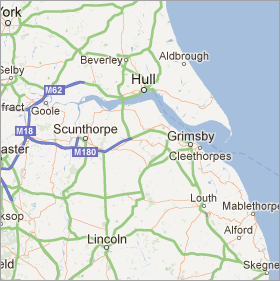 York
Aldbrough
Beverley
Selby
Hull
M62
fract
Goole
M18
Scunthorpe
Grimsby
aster
M180
Cleethorpes
Louth
Mablethorpe
ksop
Alford
Lincoln
eld
Skegne